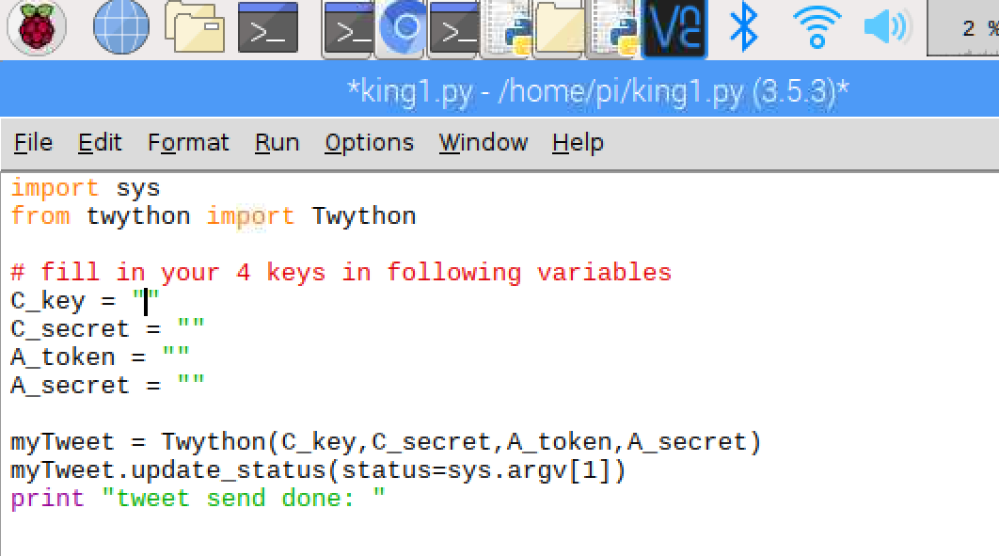 >_ >_ >_ VNC 2 %
*king1.py - /home/pi/king1.py (3.5.3)*
File Edit Format Run Options Window Help
import sys
from twython import Twython
# fill in your 4 keys in following variables
C_key = ""
C_secret = ""
A_token = ""
A_secret = ""
myTweet = Twython(C_key,C_secret,A_token,A_secret)
myTweet.update_status(status=sys.argv[1])
print "tweet send done: "